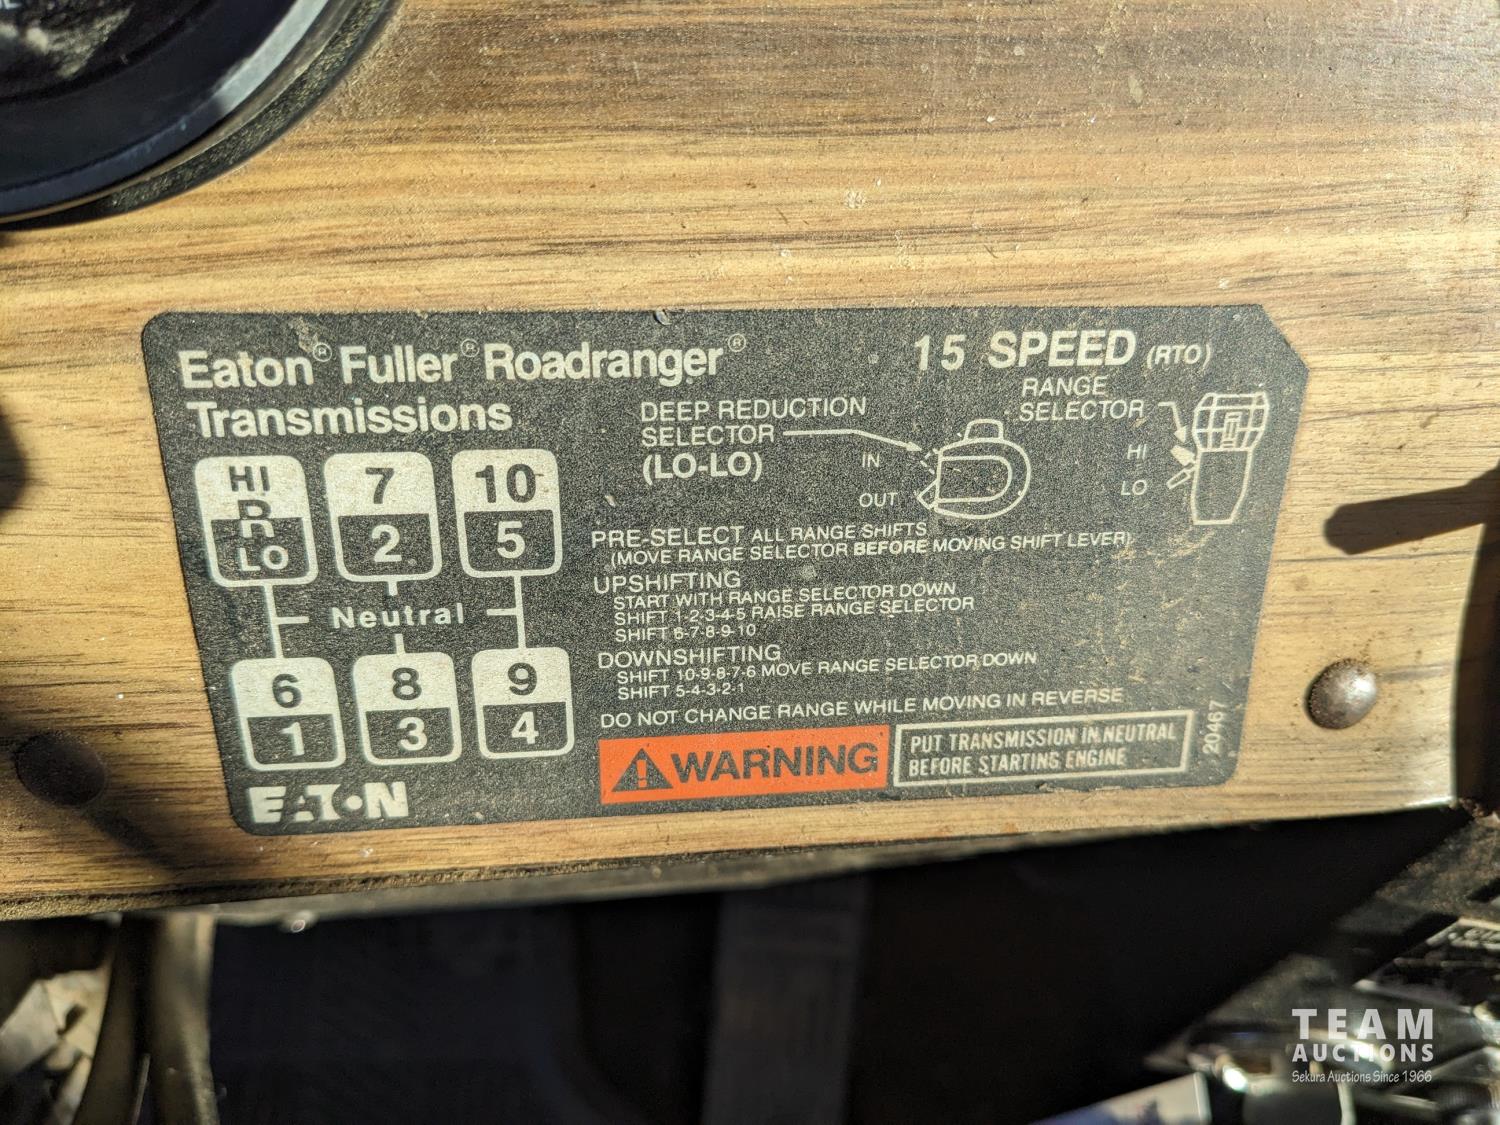 Eaton® Fuller® Roadranger®
Transmissions
15 SPEED (RTO)
DEEP REDUCTION
SELECTOR
(LO-LO)
IN
OUT
RANGE
SELECTOR
HI
LO
HI
R
LO
7
2
10
5
Neutral
6
1
8
3
9
4
PRE-SELECT ALL RANGE SHIFTS
(MOVE RANGE SELECTOR BEFORE MOVING SHIFT LEVER)
UPSHIFTING
START WITH RANGE SELECTOR DOWN
SHIFT 1-2-3-4-5 RAISE RANGE SELECTOR
SHIFT 6-7-8-9-10
DOWNSHIFTING
SHIFT 10-9-8-7-6 MOVE RANGE SELECTOR DOWN
SHIFT 5-4-3-2-1
DO NOT CHANGE RANGE WHILE MOVING IN REVERSE
WARNING
PUT TRANSMISSION IN NEUTRAL
BEFORE STARTING ENGINE
20467
EATON
TEAM
AUCTIONS
Sekura Auctions Since 1966